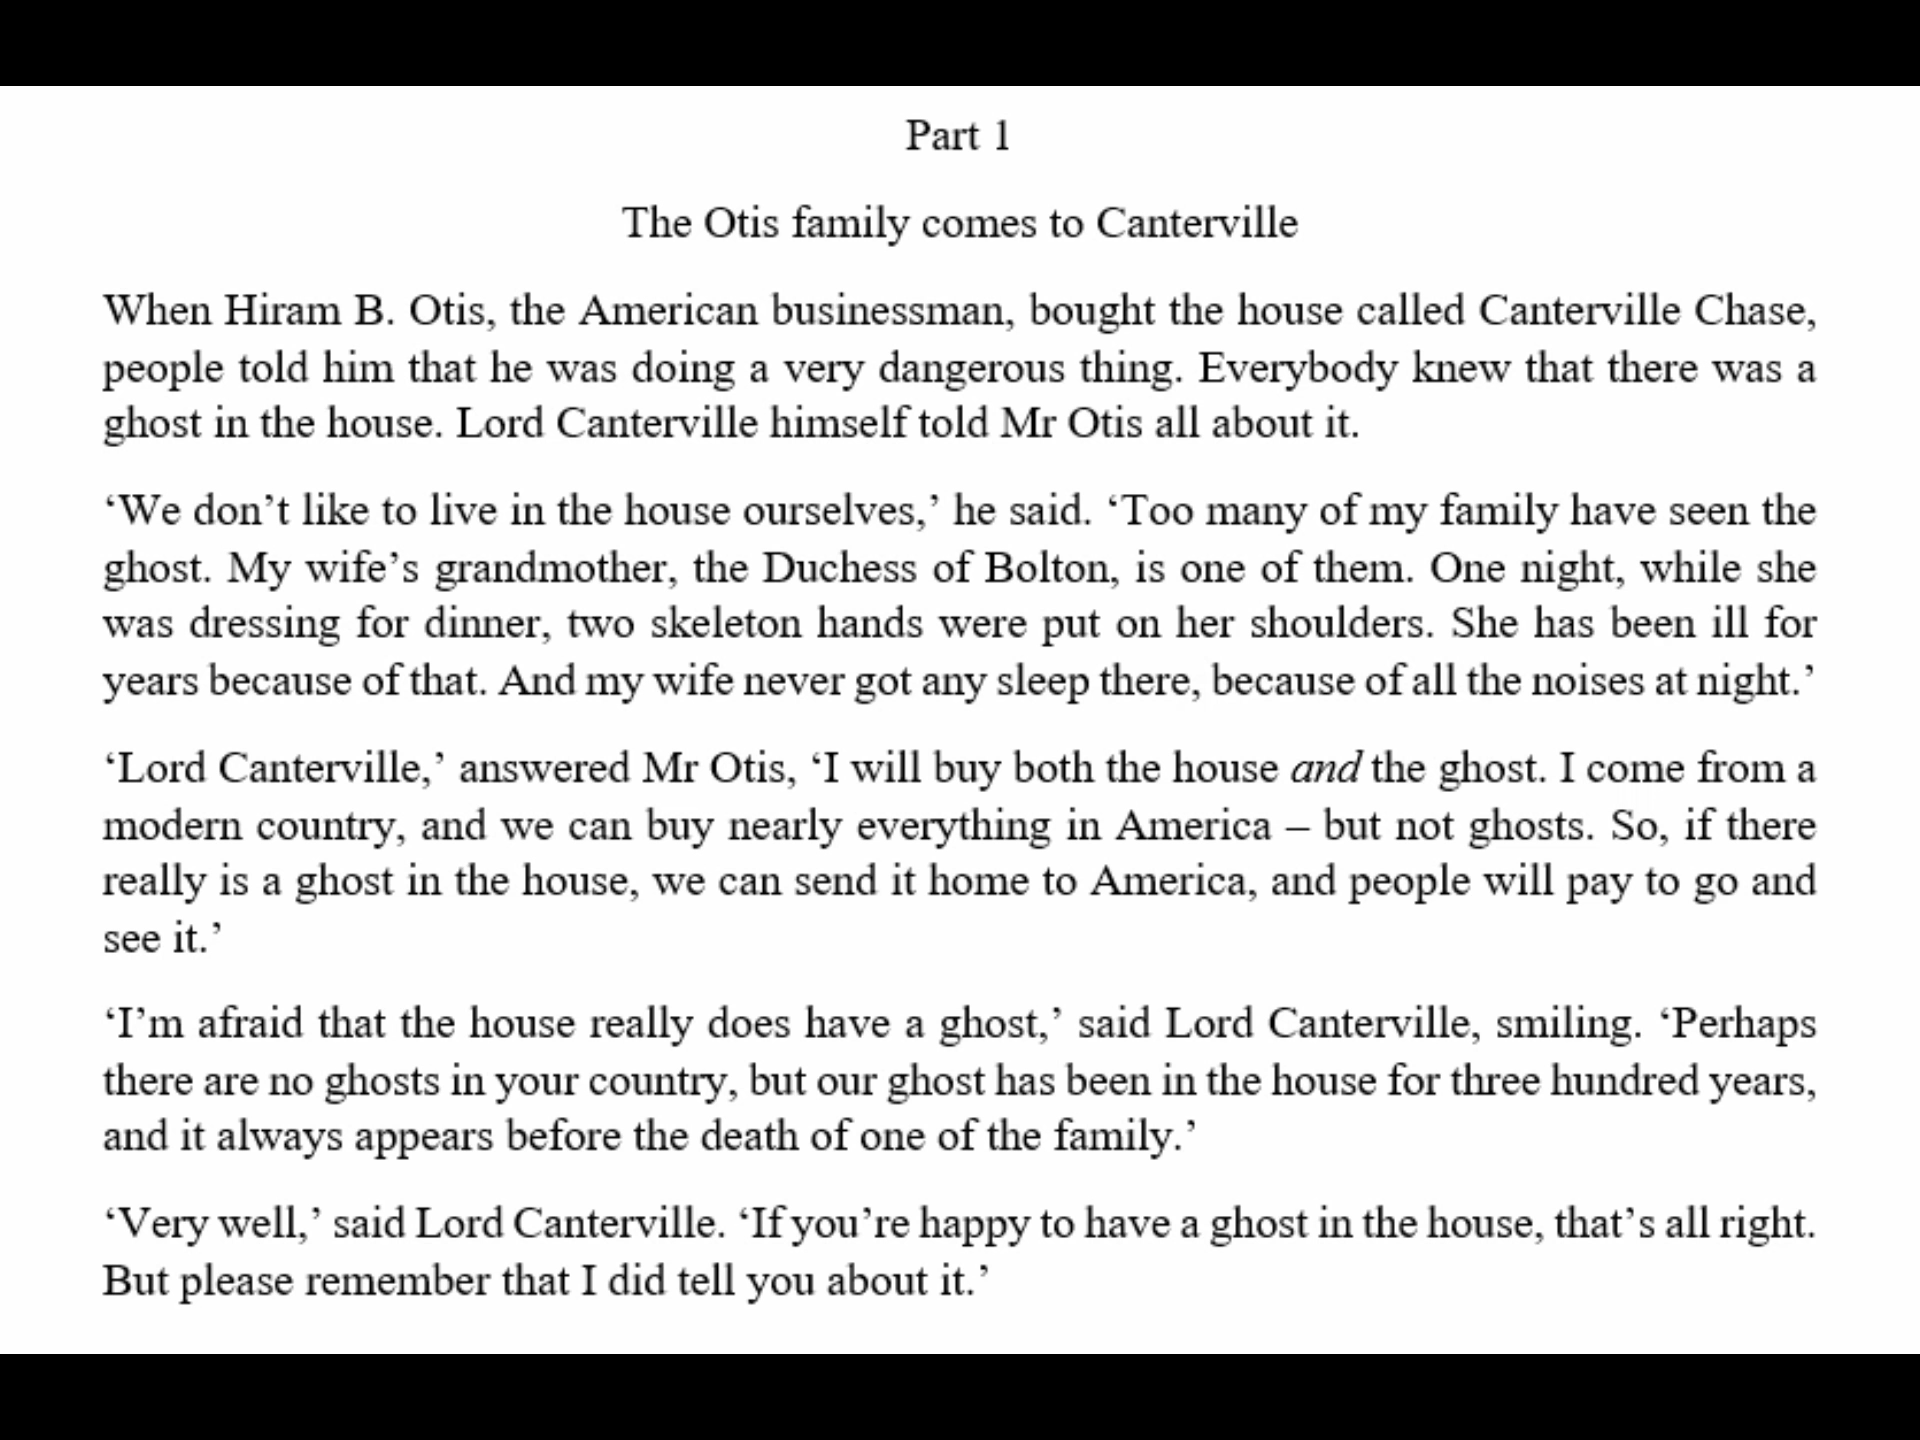 Part 1
The Otis family comes to Canterville
When Hiram B. Otis, the American businessman, bought the house called Canterville Chase,
people told him that he was doing a very dangerous thing. Everybody knew that there was a
ghost in the house. Lord Canterville himself told Mr Otis all about it.
‘We don’t like to live in the house ourselves,’ he said. ‘Too many of my family have seen the
ghost. My wife’s grandmother, the Duchess of Bolton, is one of them. One night, while she
was dressing for dinner, two skeleton hands were put on her shoulders. She has been ill for
years because of that. And my wife never got any sleep there, because of all the noises at night.’
‘Lord Canterville,’ answered Mr Otis, ‘I will buy both the house and the ghost. I come from a
modern country, and we can buy nearly everything in America – but not ghosts. So, if there
really is a ghost in the house, we can send it home to America, and people will pay to go and
see it.’
‘I’m afraid that the house really does have a ghost,’ said Lord Canterville, smiling. ‘Perhaps
there are no ghosts in your country, but our ghost has been in the house for three hundred years,
and it always appears before the death of one of the family.’
‘Very well,’ said Lord Canterville. ‘If you’re happy to have a ghost in the house, that’s all right.
But please remember that I did tell you about it.’